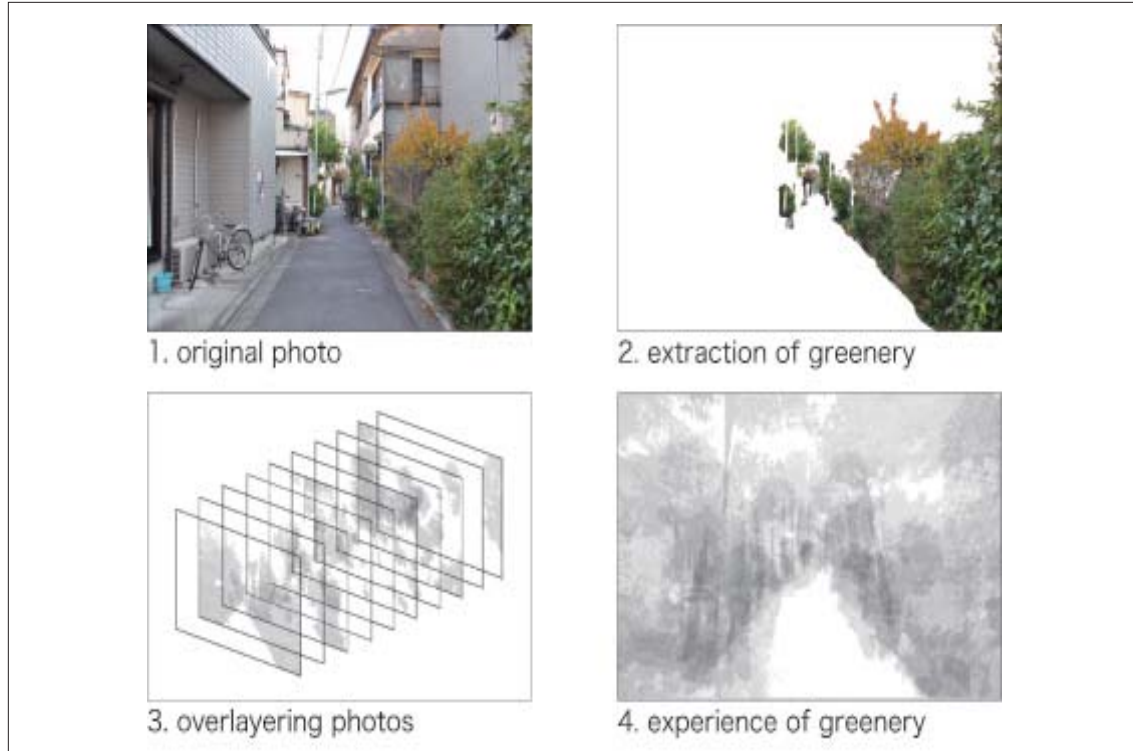 1. original photo
2. extraction of greenery
3. overlayering photos
4. experience of greenery